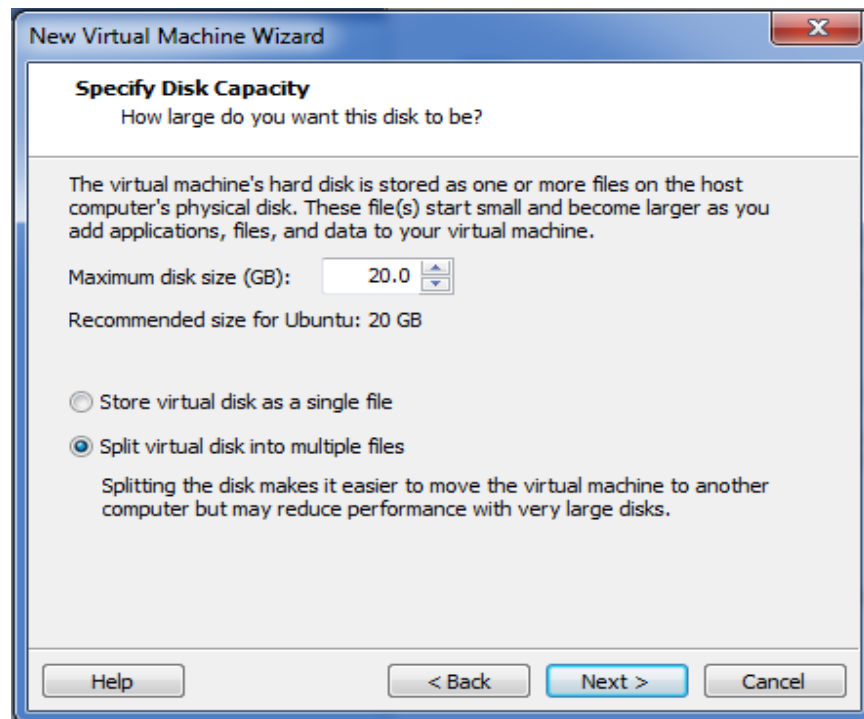 New Virtual Machine Wizard
Specify Disk Capacity
How large do you want this disk to be?
The virtual machine's hard disk is stored as one or more files on the host
computer's physical disk. These file(s) start small and become larger as you
add applications, files, and data to your virtual machine.
Maximum disk size (GB): 20.0
Recommended size for Ubuntu: 20 GB
Store virtual disk as a single file
Split virtual disk into multiple files
Splitting the disk makes it easier to move the virtual machine to another
computer but may reduce performance with very large disks.
Help < Back Next > Cancel